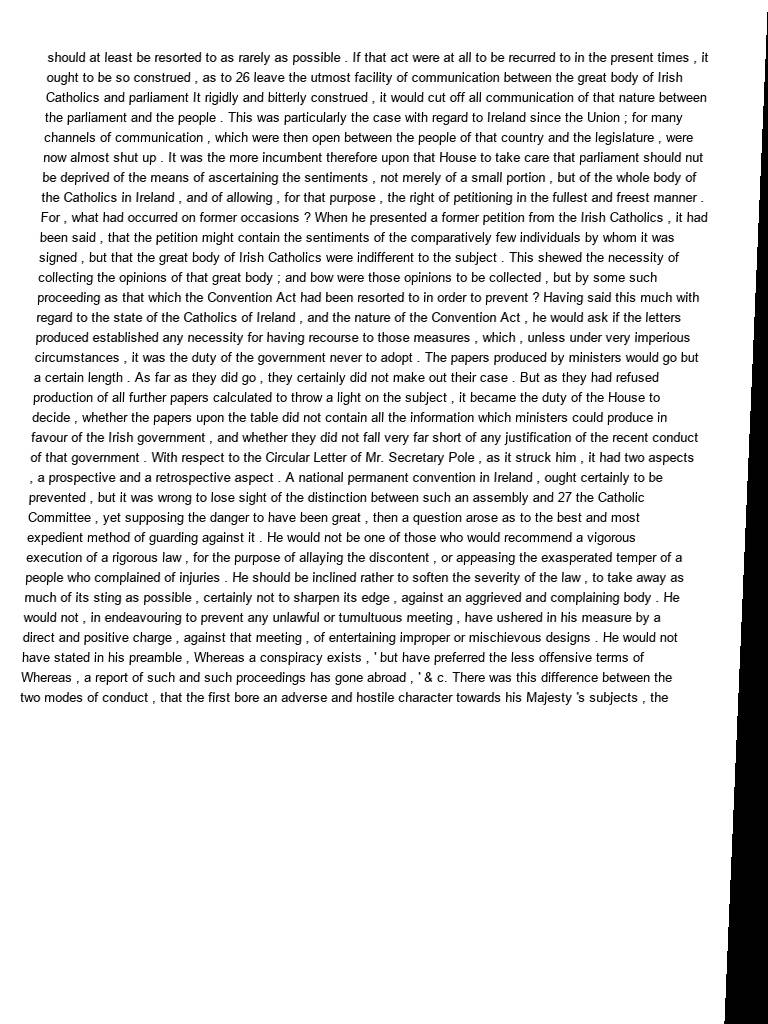 should at least be resorted to as rarely as possible . If that act were at all to be recurred to in the present times , it
ought to be so construed , as to 26 leave the utmost facility of communication between the great body of Irish
Catholics and parliament It rigidly and bitterly construed , it would cut off all communication of that nature between
the parliament and the people . This was particularly the case with regard to Ireland since the Union ; for many
channels of communication , which were then open between the people of that country and the legislature , were
now almost shut up . It was the more incumbent therefore upon that House to take care that parliament should nut
be deprived of the means of ascertaining the sentiments , not merely of a small portion , but of the whole body of
the Catholics in Ireland , and of allowing , for that purpose , the right of petitioning in the fullest and freest manner .
For , what had occurred on former occasions ? When he presented a former petition from the Irish Catholics , it had
been said , that the petition might contain the sentiments of the comparatively few individuals by whom it was
signed , but that the great body of Irish Catholics were indifferent to the subject . This shewed the necessity of
collecting the opinions of that great body ; and bow were those opinions to be collected , but by some such
proceeding as that which the Convention Act had been resorted to in order to prevent ? Having said this much with
regard to the state of the Catholics of Ireland , and the nature of the Convention Act , he would ask if the letters
produced established any necessity for having recourse to those measures , which , unless under very imperious
circumstances , it was the duty of the government never to adopt . The papers produced by ministers would go but
a certain length . As far as they did go , they certainly did not make out their case . But as they had refused
production of all further papers calculated to throw a light on the subject , it became the duty of the House to
decide , whether the papers upon the table did not contain all the information which ministers could produce in
favour of the Irish government , and whether they did not fall very far short of any justification of the recent conduct
of that government . With respect to the Circular Letter of Mr. Secretary Pole , as it struck him , it had two aspects
, a prospective and a retrospective aspect . A national permanent convention in Ireland , ought certainly to be
prevented , but it was wrong to lose sight of the distinction between such an assembly and 27 the Catholic
Committee , yet supposing the danger to have been great , then a question arose as to the best and most
expedient method of guarding against it . He would not be one of those who would recommend a vigorous
execution of a rigorous law , for the purpose of allaying the discontent , or appeasing the exasperated temper of a
people who complained of injuries . He should be inclined rather to soften the severity of the law , to take away as
much of its sting as possible , certainly not to sharpen its edge , against an aggrieved and complaining body . He
would not , in endeavouring to prevent any unlawful or tumultuous meeting , have ushered in his measure by a
direct and positive charge , against that meeting , of entertaining improper or mischievous designs . He would not
have stated in his preamble , Whereas a conspiracy exists , ' but have preferred the less offensive terms of
Whereas , a report of such and such proceedings has gone abroad , ' & c. There was this difference between the
two modes of conduct , that the first bore an adverse and hostile character towards his Majesty 's subjects , the